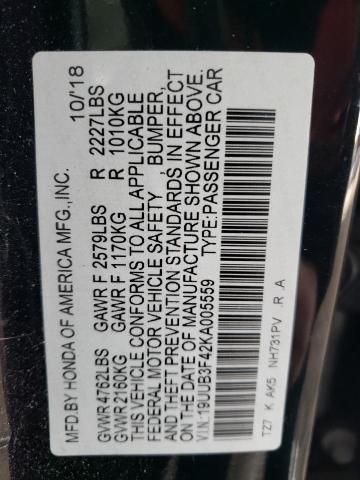 MFD.BY HONDA OF AMERICA MFG.,INC. 10/'18
GVWR 4762LBS GAWR F 2579LBS R 2227LBS
GVWR 2160KG GAWR F 1170KG R 1010KG
THIS VEHICLE CONFORMS TO ALL APPLICABLE
FEDERAL MOTOR VEHICLE SAFETY , BUMPER,
AND THEFT PREVENTION STANDARDS IN EFFECT
ON THE DATE OF MANUFACTURE SHOWN ABOVE.
V.I.N:19UUB3F42KA005559 TYPE:PASSENGER CAR
TZ7 K AK5 NH731PV .R .A